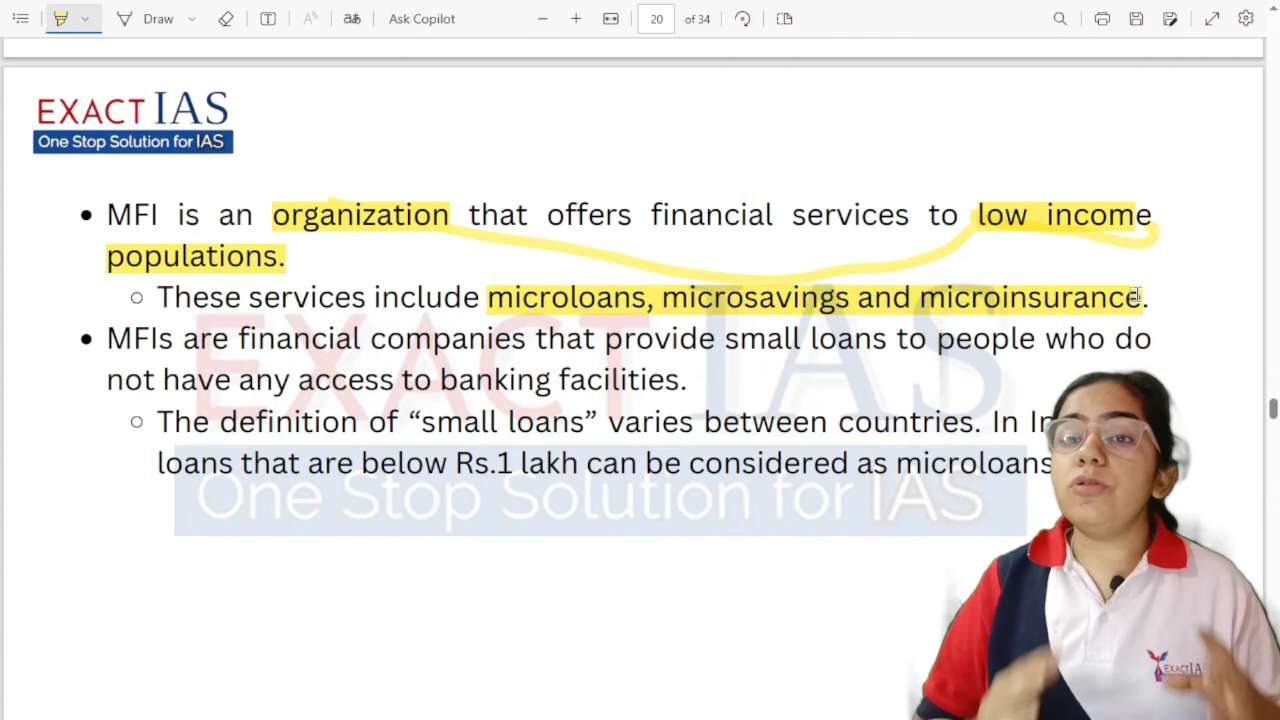 Draw
Ask Copilot
20 of 34
EXACT IAS
One Stop Solution for IAS
• MFI is an organization that offers financial services to low income
populations.
○ These services include microloans, microsavings and microinsurance.
• MFIs are financial companies that provide small loans to people who do
not have any access to banking facilities.
○ The definition of “small loans” varies between countries. In
loans that are below Rs.1 lakh can be considered as microloans
EXACT IAS
One Stop Solution for IAS
EXACT IAS